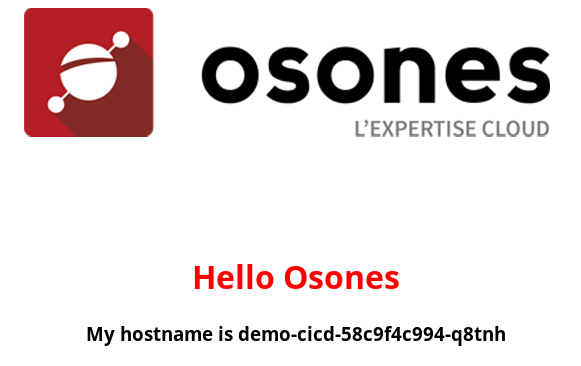 osones
L'EXPERTISE CLOUD
Hello Osones
My hostname is demo-cicd-58c9f4c994-q8tnh